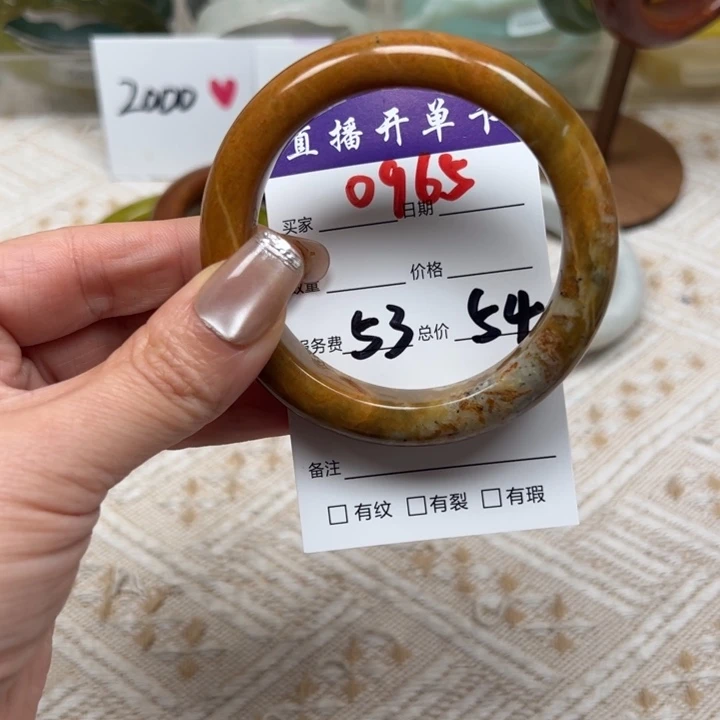 2000
直播开单卡
0965
买家 日期
数量 价格
服务费 53 总价 54
备注
□ 有纹 □ 有裂 □ 有瑕